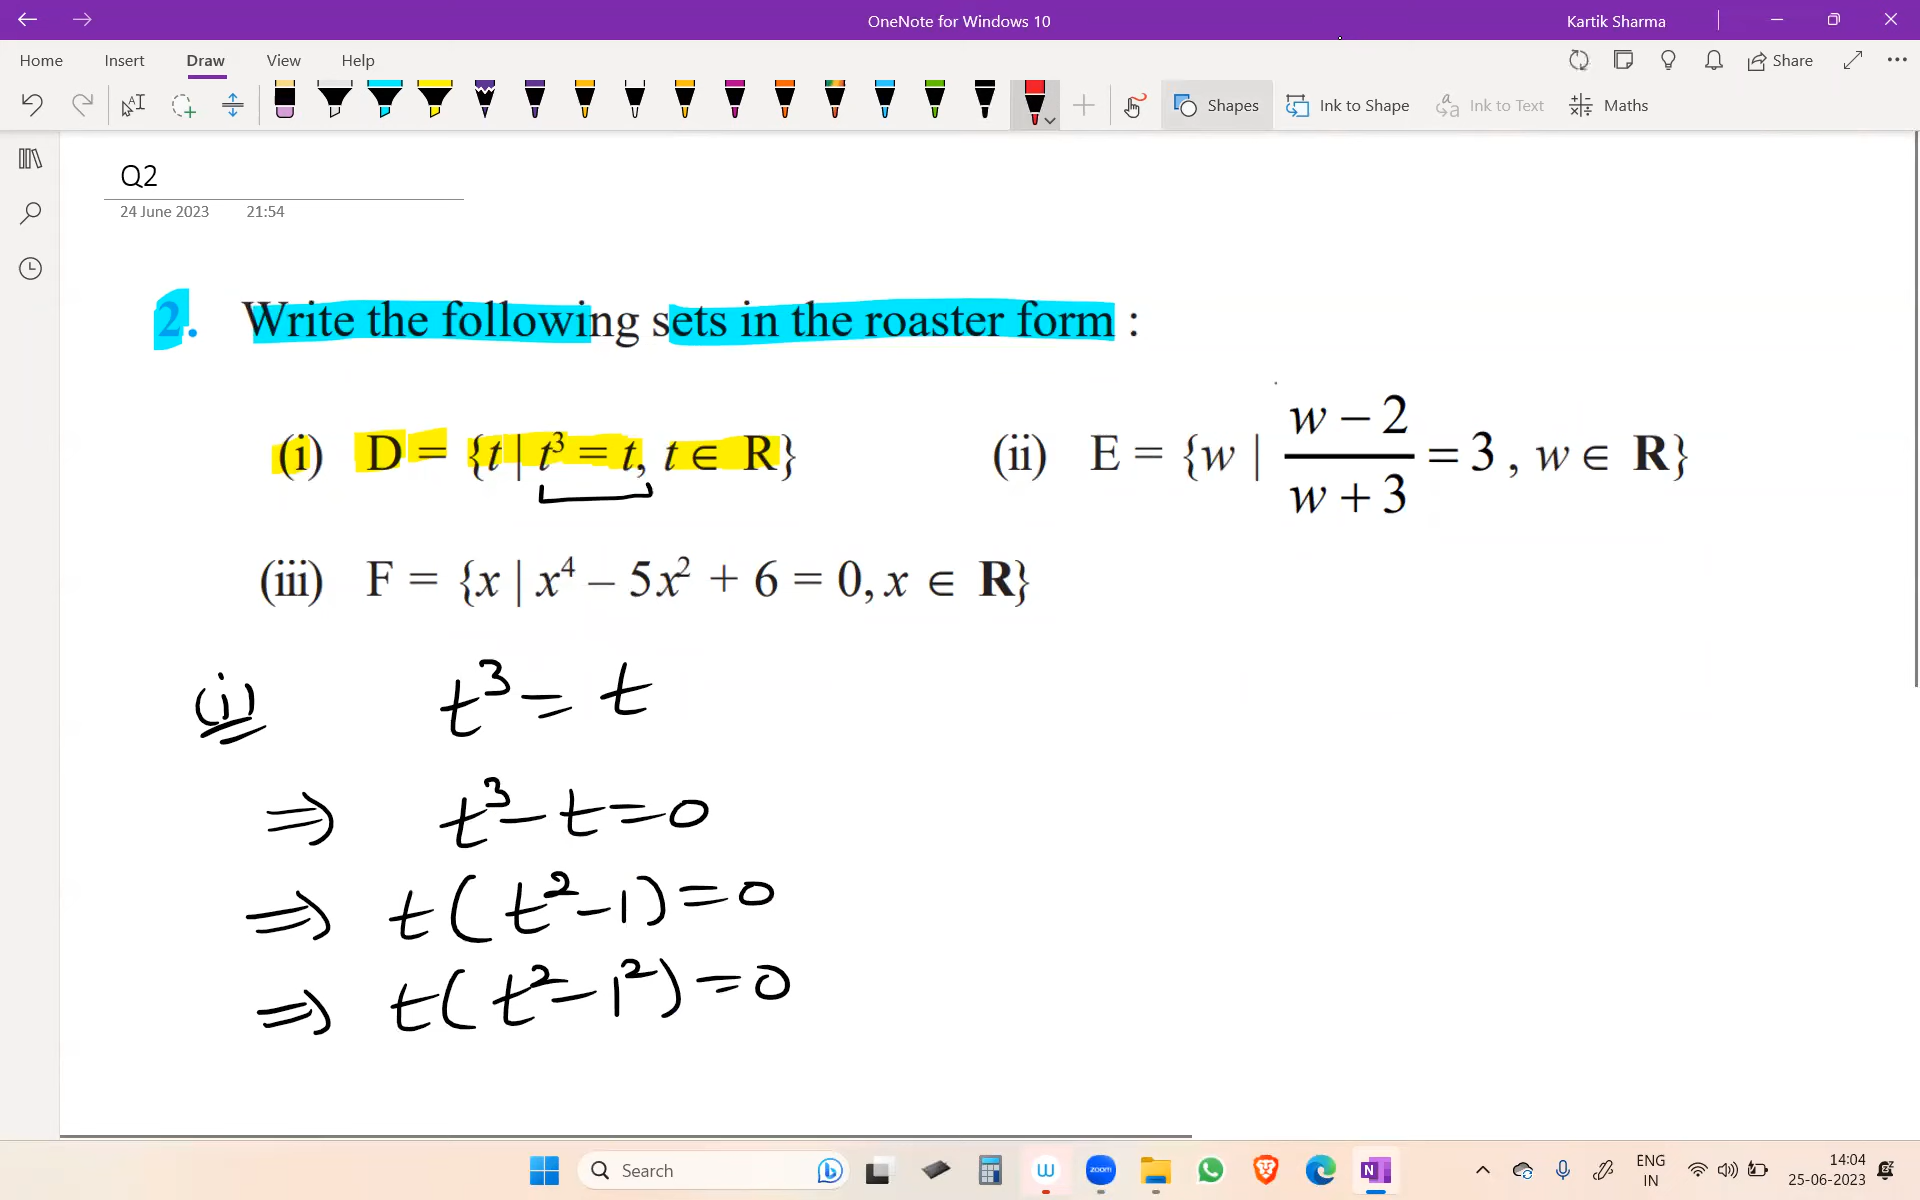 OneNote for Windows 10
Kartik Sharma
Home Insert Draw View Help
Share
Shapes Ink to Shape Ink to Text Maths
Q2
24 June 2023 21:54
2. Write the following sets in the roaster form :
(i) D = {t | t³ = t, t ∈ R} (ii) E = {w | (w − 2)/(w + 3) = 3 , w ∈ R}
(iii) F = {x | x⁴ – 5x² + 6 = 0, x ∈ R}
(i) t³ = t
⇒ t³ − t = 0
⇒ t(t² − 1) = 0
⇒ t(t² − 1²) = 0
Search
zoom
ENG
IN
14:04
25-06-2023